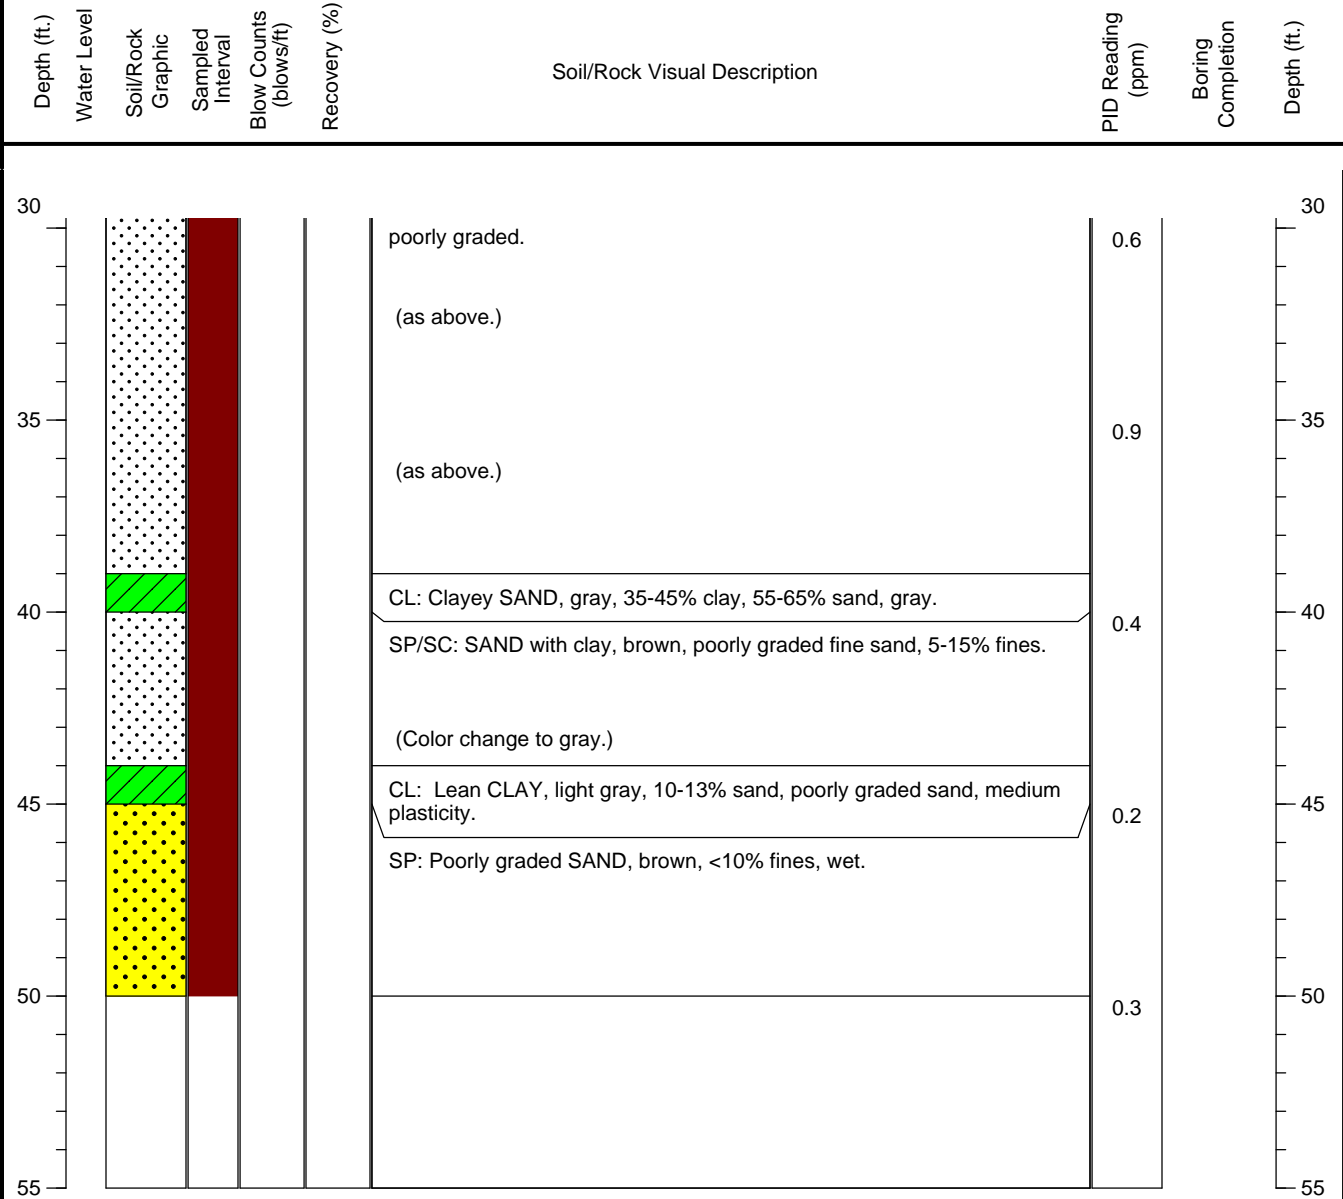 Depth (ft.)
Water Level
Soil/Rock
Graphic
Sampled
Interval
Blow Counts
(blows/ft)
Recovery (%)
Soil/Rock Visual Description
PID Reading
(ppm)
Boring
Completion
Depth (ft.)
30
30
poorly graded.
0.6
(as above.)
35
35
0.9
(as above.)
CL: Clayey SAND, gray, 35-45% clay, 55-65% sand, gray.
40
40
0.4
SP/SC: SAND with clay, brown, poorly graded fine sand, 5-15% fines.
(Color change to gray.)
CL:  Lean CLAY, light gray, 10-13% sand, poorly graded sand, medium
plasticity.
45
45
0.2
SP: Poorly graded SAND, brown, <10% fines, wet.
50
50
0.3
55
55